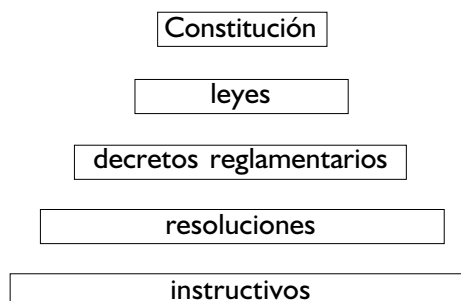 Constitución
leyes
decretos reglamentarios
resoluciones
instructivos